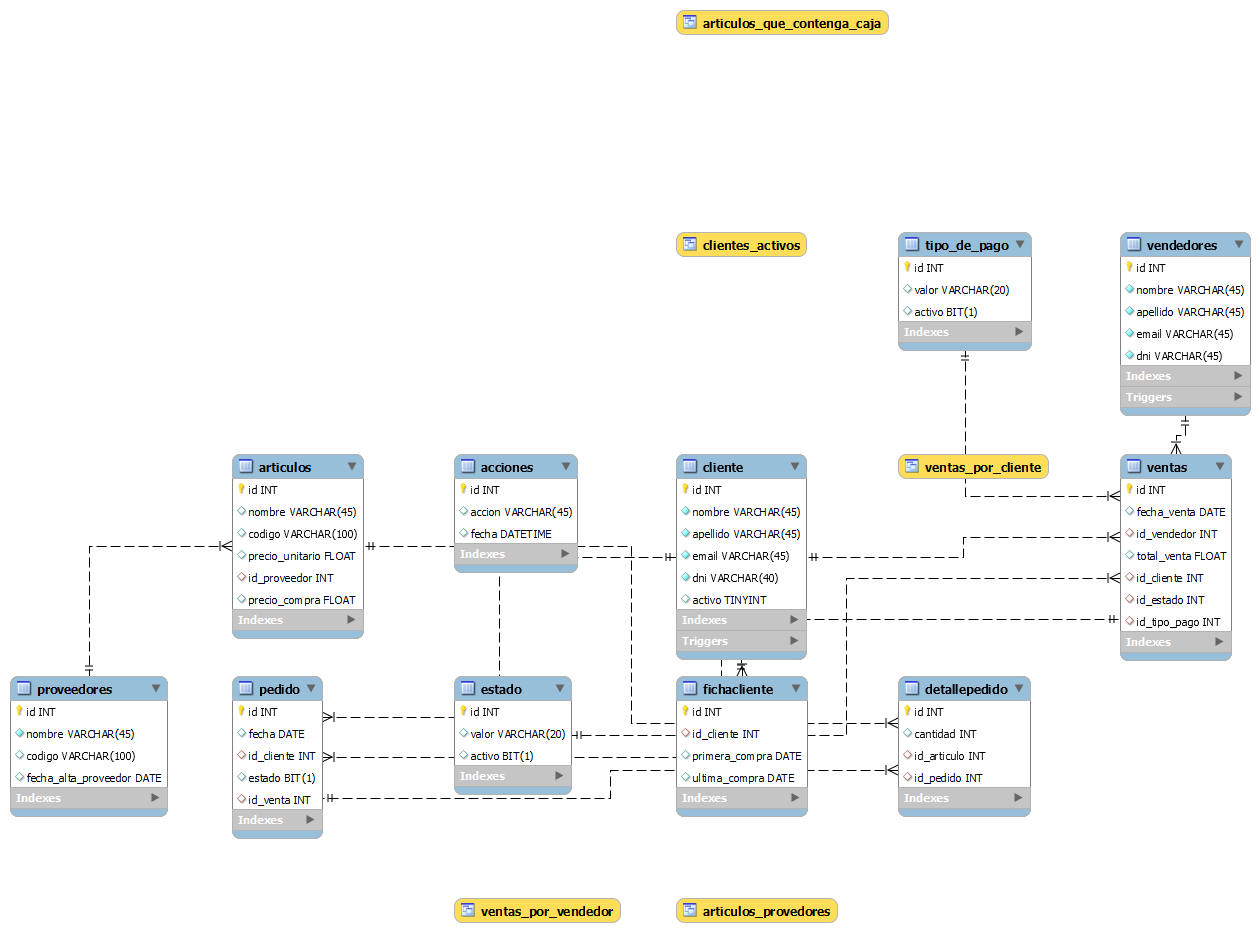 articulos_que_contenga_caja
clientes_activos
tipo_de_pago
id INT
valor VARCHAR(20)
activo BIT(1)
Indexes
vendedores
id INT
nombre VARCHAR(45)
apellido VARCHAR(45)
email VARCHAR(45)
dni VARCHAR(45)
Indexes
Triggers
articulos
id INT
nombre VARCHAR(45)
codigo VARCHAR(100)
precio_unitario FLOAT
id_proveedor INT
precio_compra FLOAT
Indexes
acciones
id INT
accion VARCHAR(45)
fecha DATETIME
Indexes
cliente
id INT
nombre VARCHAR(45)
apellido VARCHAR(45)
email VARCHAR(45)
dni VARCHAR(40)
activo TINYINT
Indexes
Triggers
ventas_por_cliente
ventas
id INT
fecha_venta DATE
id_vendedor INT
total_venta FLOAT
id_cliente INT
id_estado INT
id_tipo_pago INT
Indexes
proveedores
id INT
nombre VARCHAR(45)
codigo VARCHAR(100)
fecha_alta_proveedor DATE
Indexes
pedido
id INT
fecha DATE
id_cliente INT
estado BIT(1)
id_venta INT
Indexes
estado
id INT
valor VARCHAR(20)
activo BIT(1)
Indexes
fichacliente
id INT
id_cliente INT
primera_compra DATE
ultima_compra DATE
Indexes
detallepedido
id INT
cantidad INT
id_articulo INT
id_pedido INT
Indexes
ventas_por_vendedor
articulos_provedores